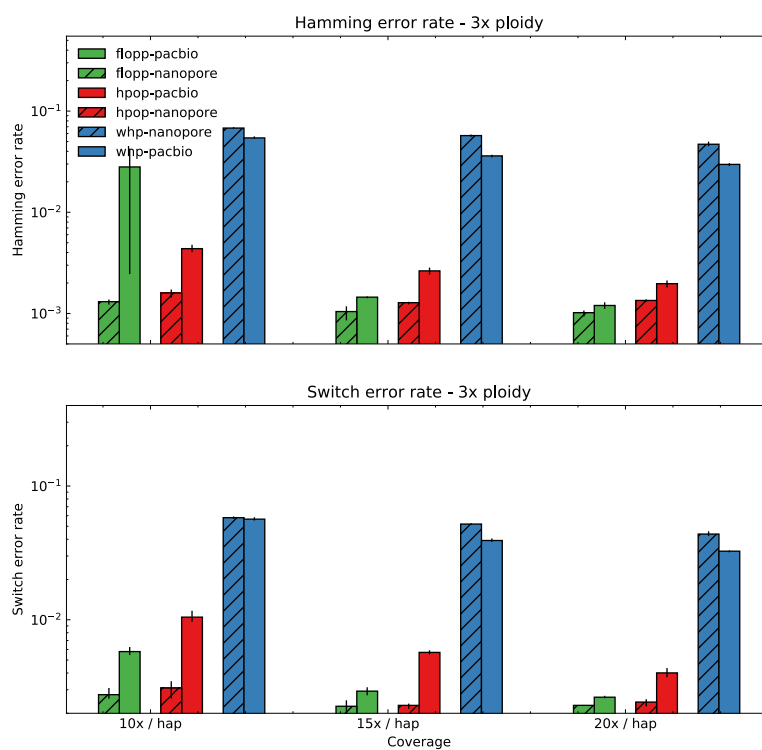 Hamming error rate - 3x ploidy
flopp-pacbio
flopp-nanopore
hpop-pacbio
hpop-nanopore
whp-nanopore
whp-pacbio
Hamming error rate
10⁻¹
10⁻²
10⁻³
Switch error rate - 3x ploidy
Switch error rate
10⁻¹
10⁻²
10x / hap
15x / hap
20x / hap
Coverage